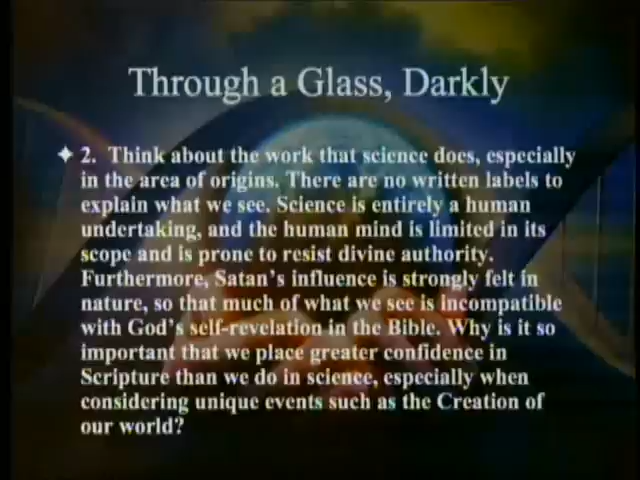 Through a Glass, Darkly
2. Think about the work that science does, especially
in the area of origins. There are no written labels to
explain what we see. Science is entirely a human
undertaking, and the human mind is limited in its
scope and is prone to resist divine authority.
Furthermore, Satan's influence is strongly felt in
nature, so that much of what we see is incompatible
with God's self-revelation in the Bible. Why is it so
important that we place greater confidence in
Scripture than we do in science, especially when
considering unique events such as the Creation of
our world?